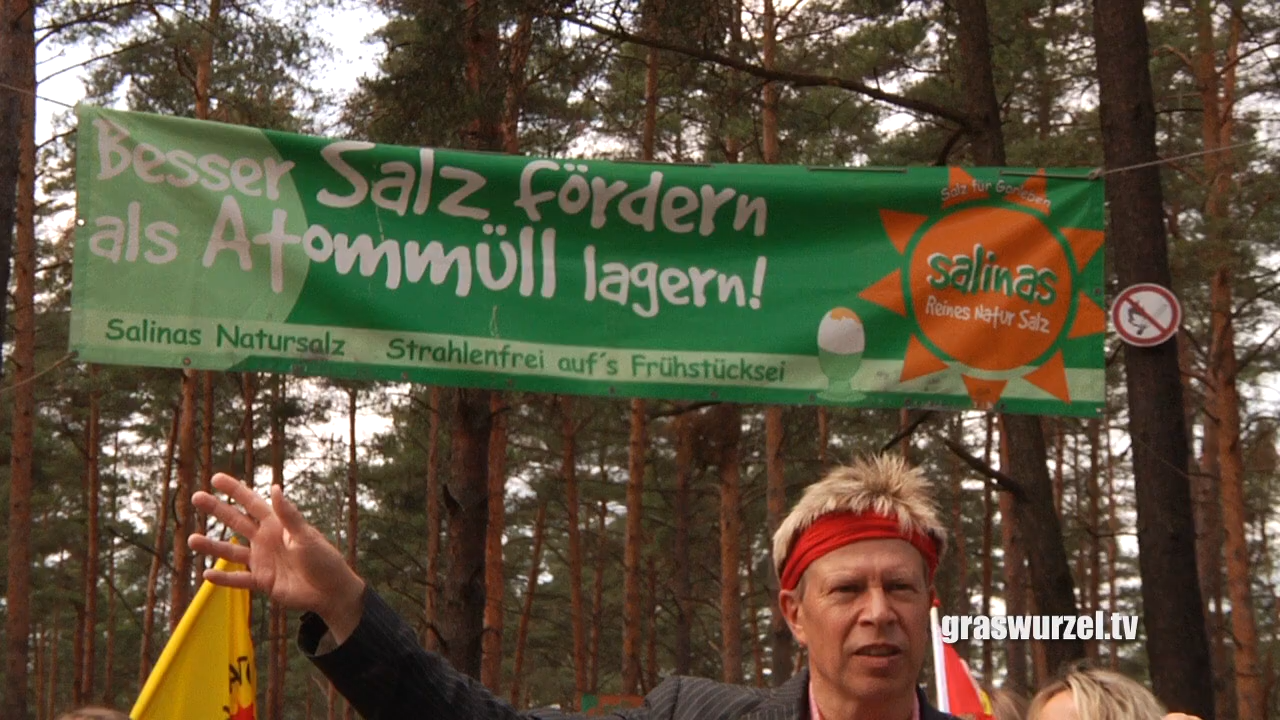 Besser Salz fördern
als Atommüll lagern!
Salinas Natursalz Strahlenfrei auf's Frühstücksei
Salz für Gorleben
salinas
Reines Natur Salz
graswurzel.tv